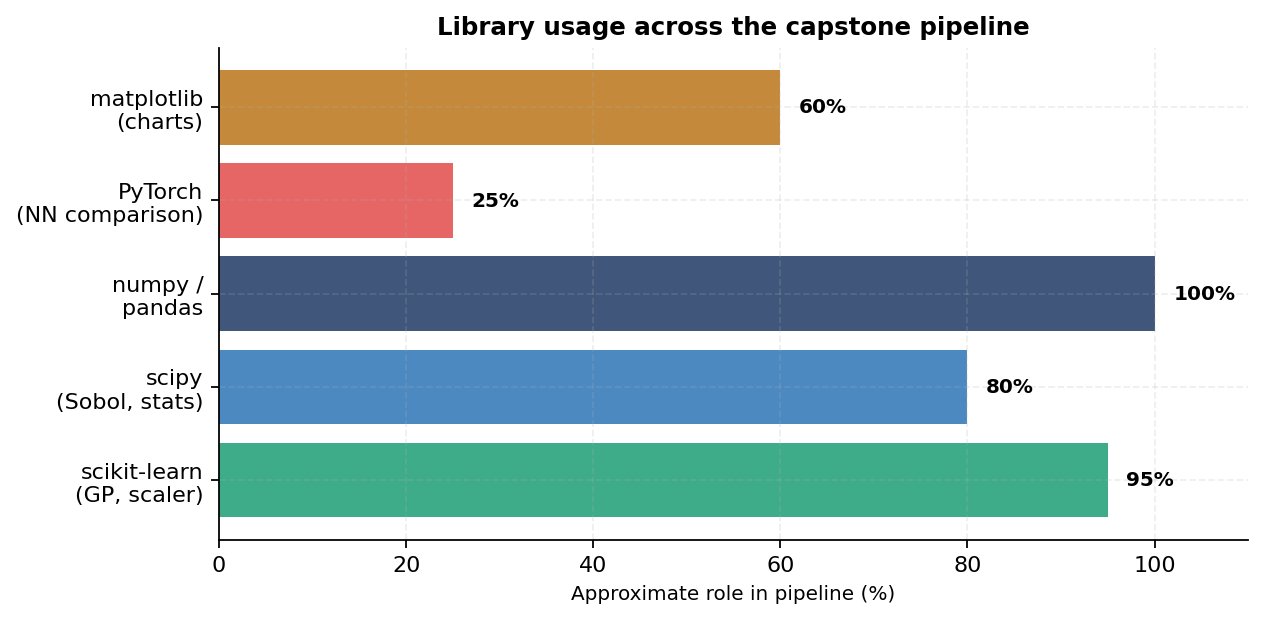 Library usage across the capstone pipeline
matplotlib
(charts)
60%
PyTorch
(NN comparison)
25%
numpy /
pandas
100%
scipy
(Sobol, stats)
80%
scikit-learn
(GP, scaler)
95%
0 20 40 60 80 100
Approximate role in pipeline (%)